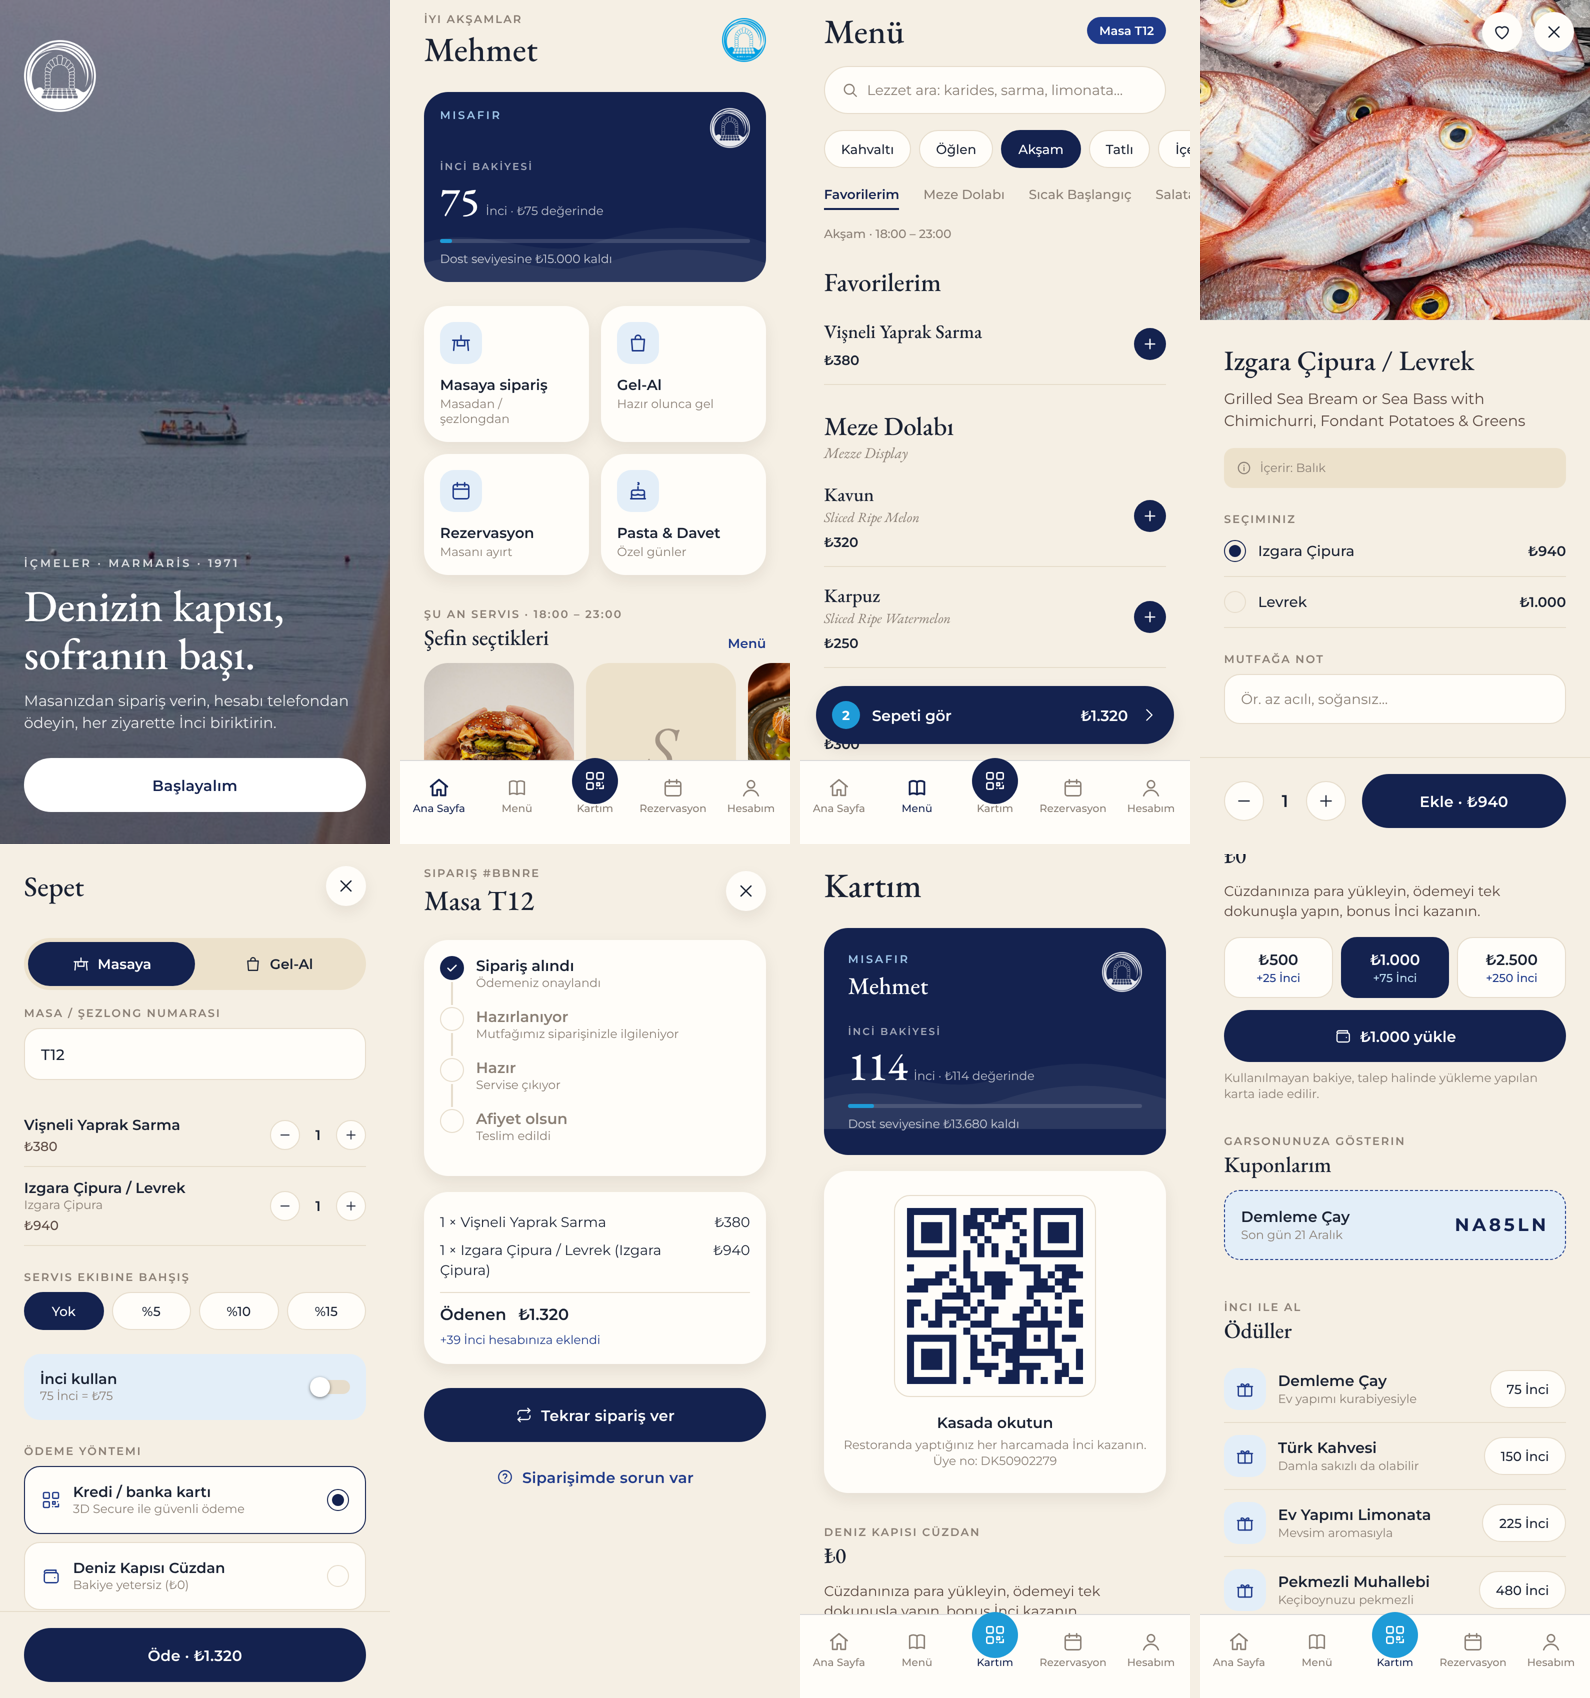 İÇMELER · MARMARİS · 1971
Denizin kapısı,
sofranın başı.
Masanızdan sipariş verin, hesabı telefondan
ödeyin, her ziyarette İnci biriktirin.
Başlayalım
İYI AKŞAMLAR
Mehmet
MISAFIR
İNCİ BAKİYESİ
75 İnci · ₺75 değerinde
Dost seviyesine ₺15.000 kaldı
Masaya sipariş
Masadan /
şezlongdan
Gel-Al
Hazır olunca gel
Rezervasyon
Masanı ayırt
Pasta & Davet
Özel günler
ŞU AN SERVIS · 18:00 – 23:00
Şefin seçtikleri
Menü
S
Ana Sayfa
Menü
Kartım
Rezervasyon
Hesabım
Menü
Masa T12
Lezzet ara: karides, sarma, limonata...
Kahvaltı
Öğlen
Akşam
Tatlı
İçe
Favorilerim
Meze Dolabı
Sıcak Başlangıç
Salata
Akşam · 18:00 – 23:00
Favorilerim
Vişneli Yaprak Sarma
₺380
Meze Dolabı
Mezze Display
Kavun
Sliced Ripe Melon
₺320
Karpuz
Sliced Ripe Watermelon
₺250
2 Sepeti gör ₺1.320
₺300
Ana Sayfa
Menü
Kartım
Rezervasyon
Hesabım
Izgara Çipura / Levrek
Grilled Sea Bream or Sea Bass with
Chimichurri, Fondant Potatoes & Greens
İçerir: Balık
SEÇIMINIZ
Izgara Çipura ₺940
Levrek ₺1.000
MUTFAĞA NOT
Ör. az acılı, soğansız...
1
Ekle · ₺940
Sepet
Masaya
Gel-Al
MASA / ŞEZLONG NUMARASI
T12
Vişneli Yaprak Sarma
₺380
1
Izgara Çipura / Levrek
Izgara Çipura
₺940
1
SERVIS EKIBINE BAHŞIŞ
Yok
%5
%10
%15
İnci kullan
75 İnci = ₺75
ÖDEME YÖNTEMI
Kredi / banka kartı
3D Secure ile güvenli ödeme
Deniz Kapısı Cüzdan
Bakiye yetersiz (₺0)
Öde · ₺1.320
SIPARIŞ #BBNRE
Masa T12
Sipariş alındı
Ödemeniz onaylandı
Hazırlanıyor
Mutfağımız siparişinizle ilgileniyor
Hazır
Servise çıkıyor
Afiyet olsun
Teslim edildi
1 × Vişneli Yaprak Sarma ₺380
1 × Izgara Çipura / Levrek (Izgara ₺940
Çipura)
Ödenen ₺1.320
+39 İnci hesabınıza eklendi
Tekrar sipariş ver
Siparişimde sorun var
Kartım
MISAFIR
Mehmet
İNCİ BAKİYESİ
114 İnci · ₺114 değerinde
Dost seviyesine ₺13.680 kaldı
Kasada okutun
Restoranda yaptığınız her harcamada İnci kazanın.
Üye no: DK50902279
DENIZ KAPISI CÜZDAN
₺0
Cüzdanınıza para yükleyin, ödemeyi tek
dokunuşla yapın, bonus İnci kazanın.
Ana Sayfa
Menü
Kartım
Rezervasyon
Hesabım
₺0
Cüzdanınıza para yükleyin, ödemeyi tek
dokunuşla yapın, bonus İnci kazanın.
₺500
+25 İnci
₺1.000
+75 İnci
₺2.500
+250 İnci
₺1.000 yükle
Kullanılmayan bakiye, talep halinde yükleme yapılan
karta iade edilir.
GARSONUNUZA GÖSTERIN
Kuponlarım
Demleme Çay
Son gün 21 Aralık
NA85LN
İNCI ILE AL
Ödüller
Demleme Çay
Ev yapımı kurabiyesiyle
75 İnci
Türk Kahvesi
Damla sakızlı da olabilir
150 İnci
Ev Yapımı Limonata
Mevsim aromasıyla
225 İnci
Pekmezli Muhallebi
Keçiboynuzu pekmezli
480 İnci
Ana Sayfa
Menü
Kartım
Rezervasyon
Hesabım